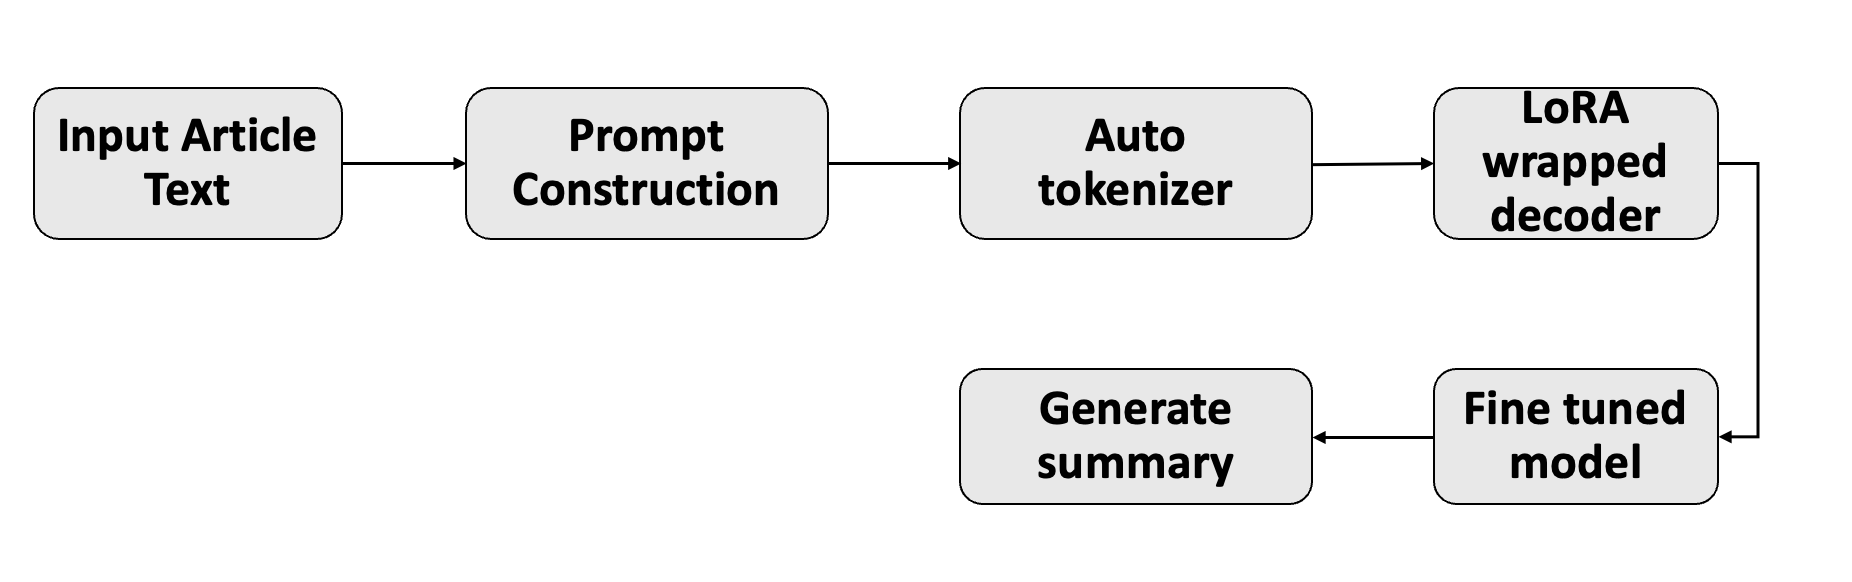 Input Article
Text
Prompt
Construction
Auto
tokenizer
LoRA
wrapped
decoder
Generate
summary
Fine tuned
model